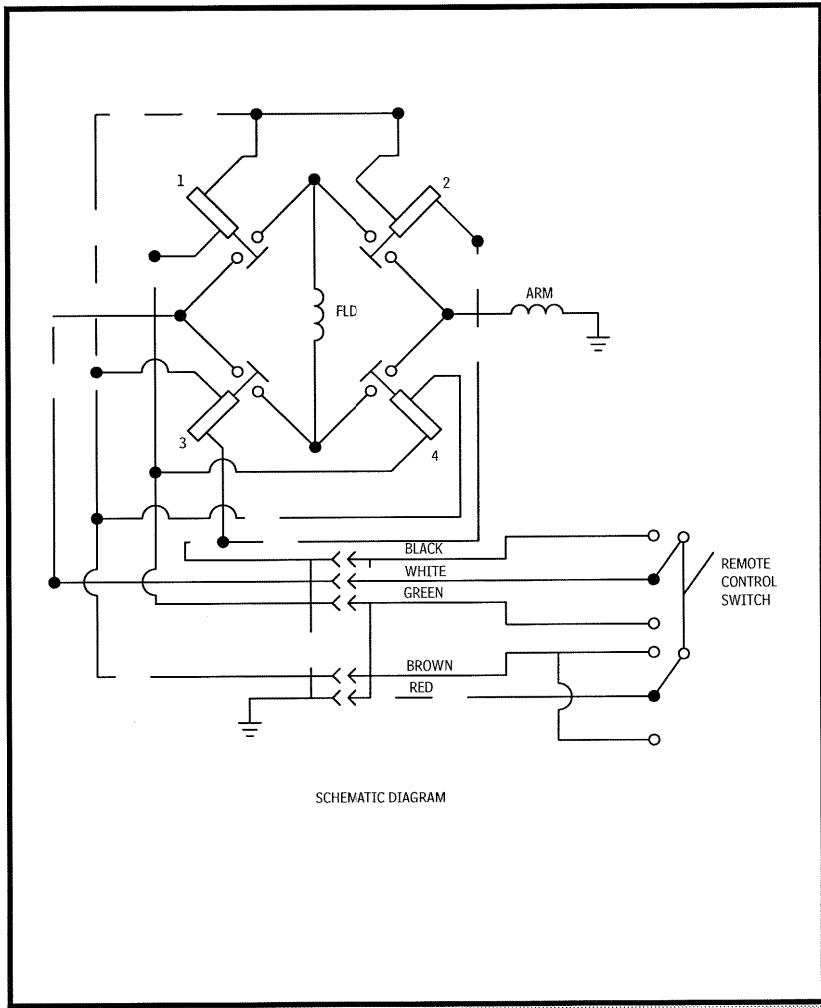 1
2
FLD
ARM
3
4
BLACK
WHITE
GREEN
REMOTE
CONTROL
SWITCH
BROWN
RED
SCHEMATIC DIAGRAM